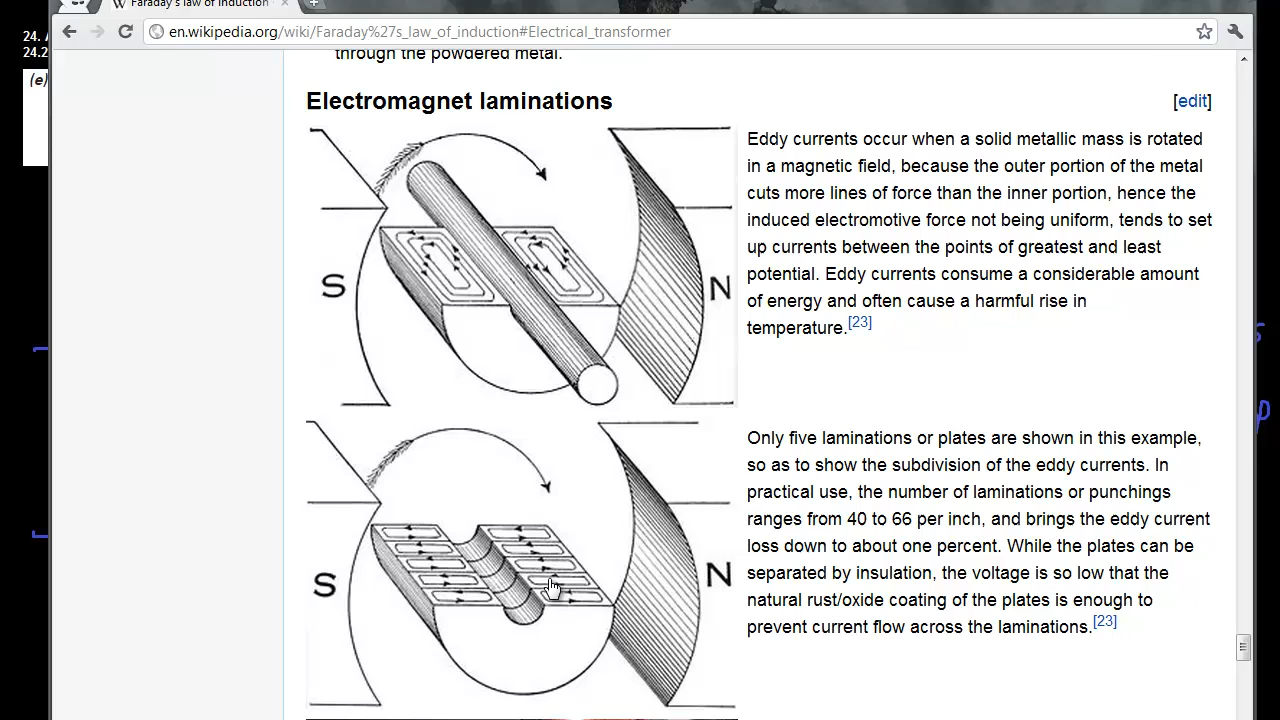 Faraday's law of induction
24.
24.2
en.wikipedia.org/wiki/Faraday%27s_law_of_induction#Electrical_transformer
(e)
through the powdered metal.
Electromagnet laminations
[edit]
S
N
Eddy currents occur when a solid metallic mass is rotated
in a magnetic field, because the outer portion of the metal
cuts more lines of force than the inner portion, hence the
induced electromotive force not being uniform, tends to set
up currents between the points of greatest and least
potential. Eddy currents consume a considerable amount
of energy and often cause a harmful rise in
temperature.[23]
S
N
Only five laminations or plates are shown in this example,
so as to show the subdivision of the eddy currents. In
practical use, the number of laminations or punchings
ranges from 40 to 66 per inch, and brings the eddy current
loss down to about one percent. While the plates can be
separated by insulation, the voltage is so low that the
natural rust/oxide coating of the plates is enough to
prevent current flow across the laminations.[23]